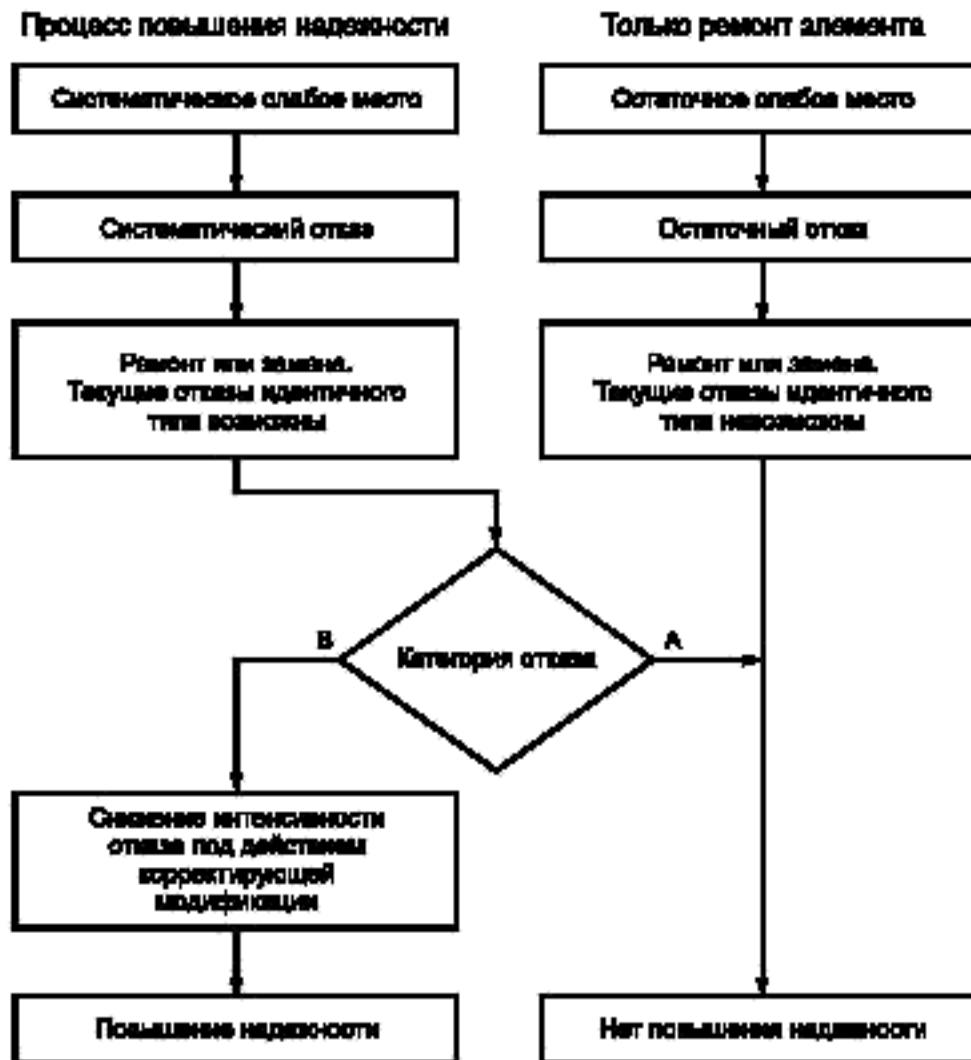 Процесс повышения надежности
Только ремонт элемента
Систематическое слабое место
Остаточное слабое место
Систематический отказ
Остаточный отказ
Ремонт или замена.
Текущие отказы идентичного
типа возможны
Ремонт или замена.
Текущие отказы идентичного
типа невозможны
В
Категория отказа
А
Снижение интенсивности
отказа под действием
корректирующей
модификации
Повышение надежности
Нет повышения надежности